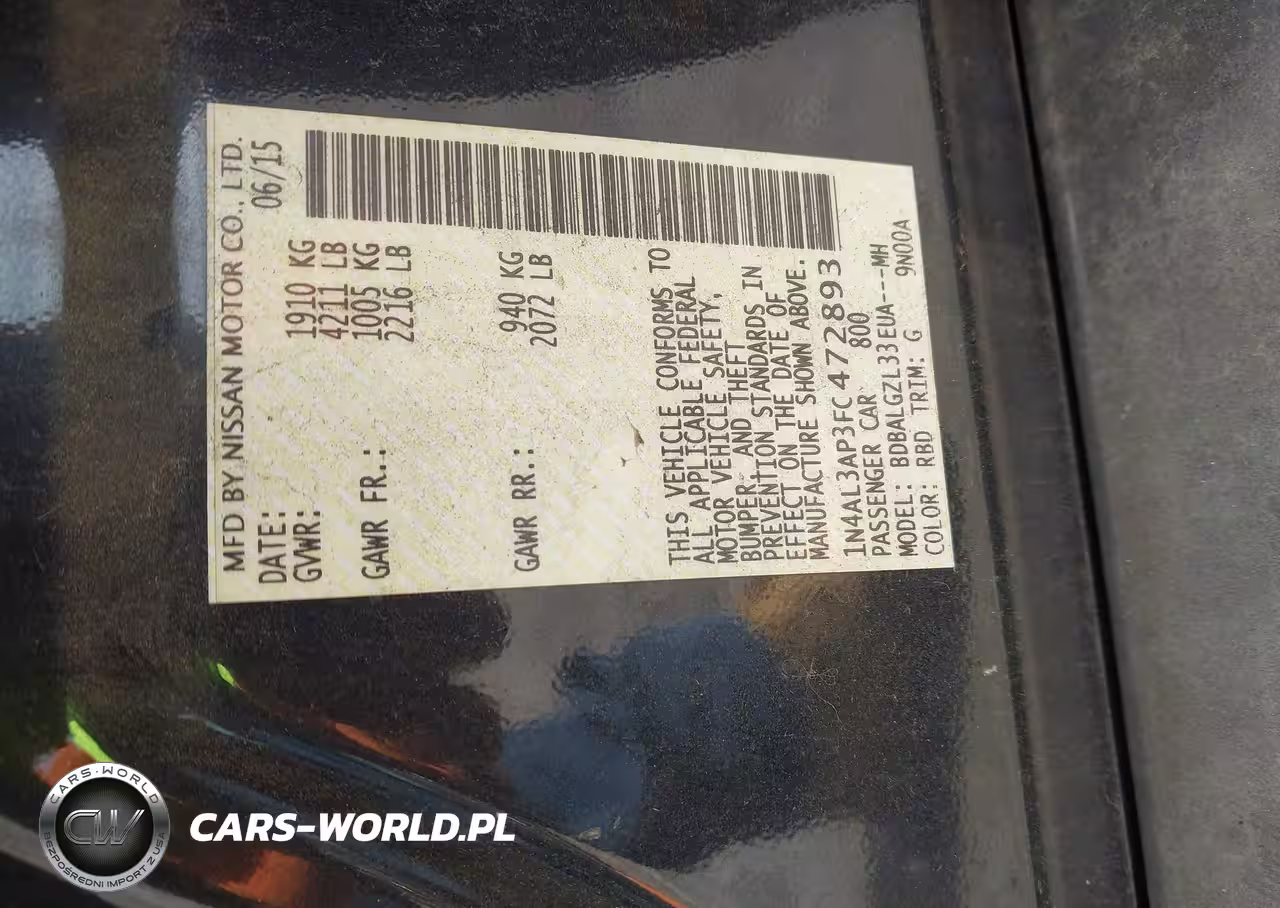 MFD BY NISSAN MOTOR CO., LTD.
DATE: 06/15
GVWR: 1910 KG
4211 LB
GAWR FR.: 1005 KG
2216 LB
GAWR RR.: 940 KG
2072 LB
THIS VEHICLE CONFORMS TO
ALL APPLICABLE FEDERAL
MOTOR VEHICLE SAFETY,
BUMPER, AND THEFT
PREVENTION STANDARDS IN
EFFECT ON THE DATE OF
MANUFACTURE SHOWN ABOVE.
1N4AL3AP3FC472893
PASSENGER CAR 800
MODEL: BDBALGZL33EUA---MH
COLOR: RBD TRIM: G 9N00A
CARS-WORLD
CW
BEZPOŚREDNI IMPORT Z USA
CARS-WORLD.PL